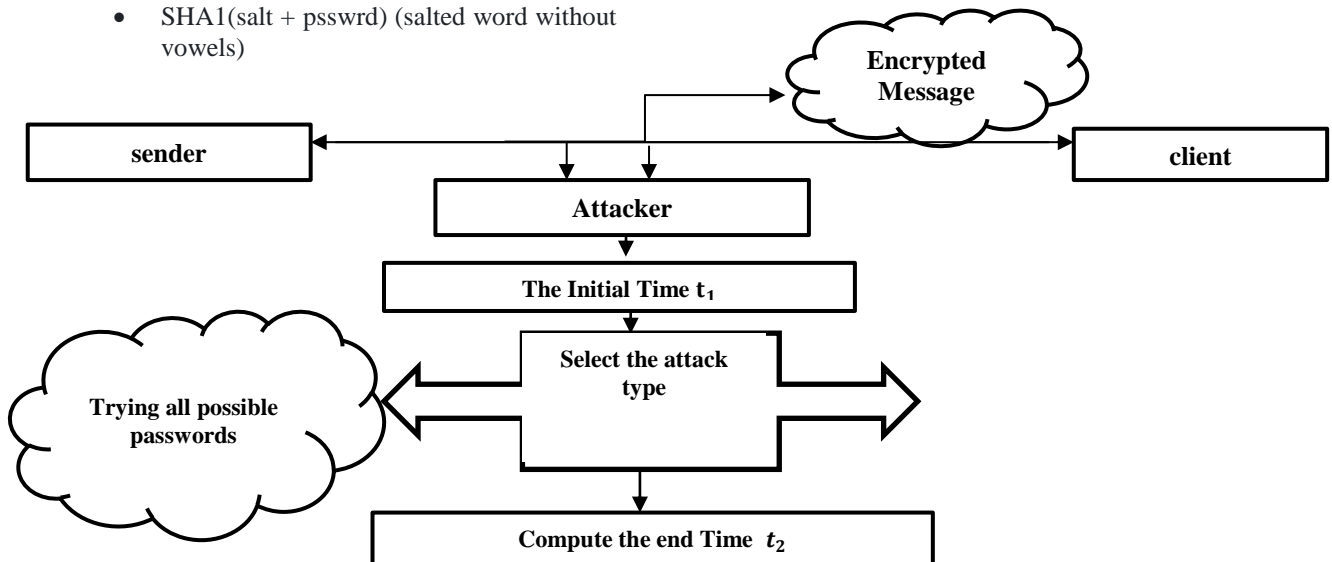 • SHA1(salt + psswrd) (salted word without
vowels)
Encrypted
Message
sender
client
Attacker
The Initial Time t₁
Select the attack
type
Trying all possible
passwords
Compute the end Time t₂